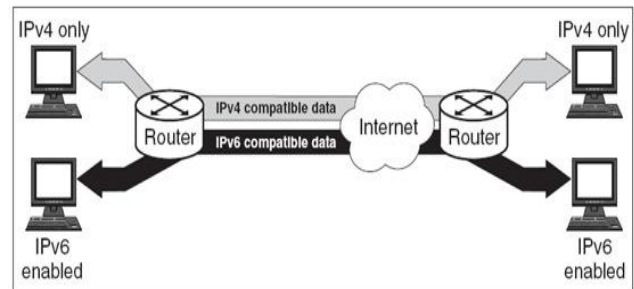 IPv4 only
IPv4 only
IPv4 compatible data
Internet
Router
Router
IPv6 compatible data
IPv6
enabled
IPv6
enabled